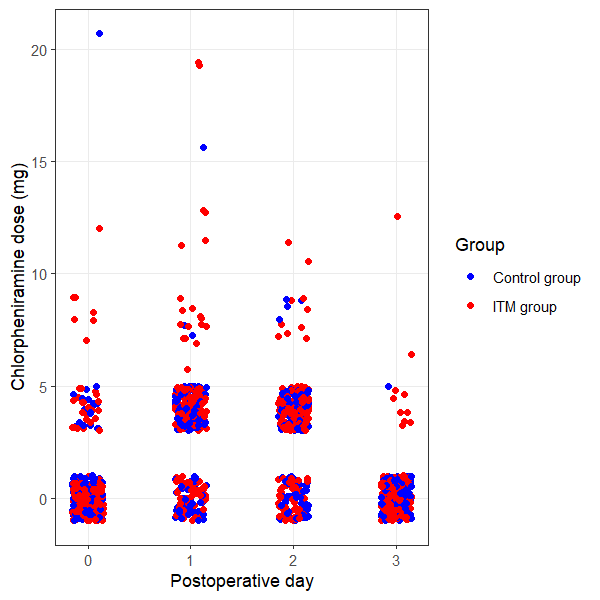 20
15
10
5
0
Chlorpheniramine dose (mg)
0 1 2 3
Postoperative day
Group
Control group
ITM group